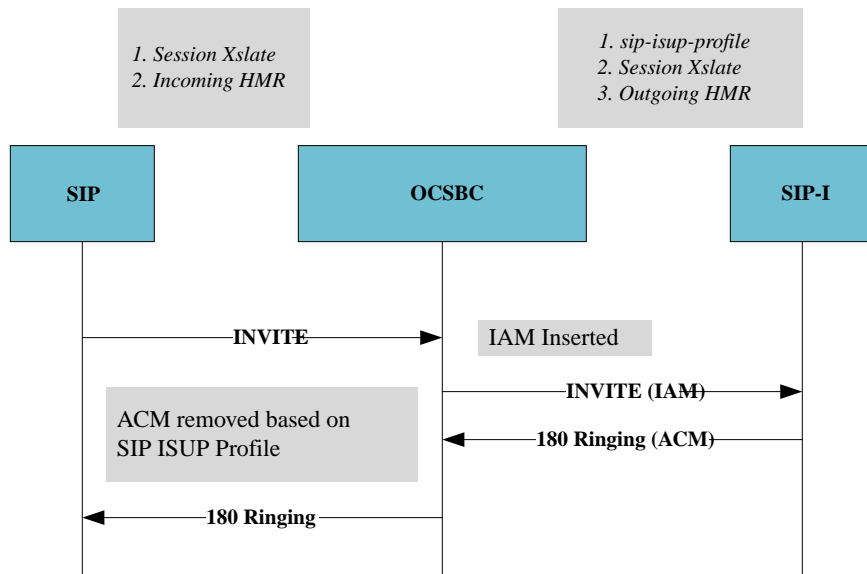 1. Session Xslate
2. Incoming HMR
1. sip-isup-profile
2. Session Xslate
3. Outgoing HMR
SIP
OCSBC
SIP-I
INVITE
IAM Inserted
INVITE (IAM)
ACM removed based on
SIP ISUP Profile
180 Ringing (ACM)
180 Ringing